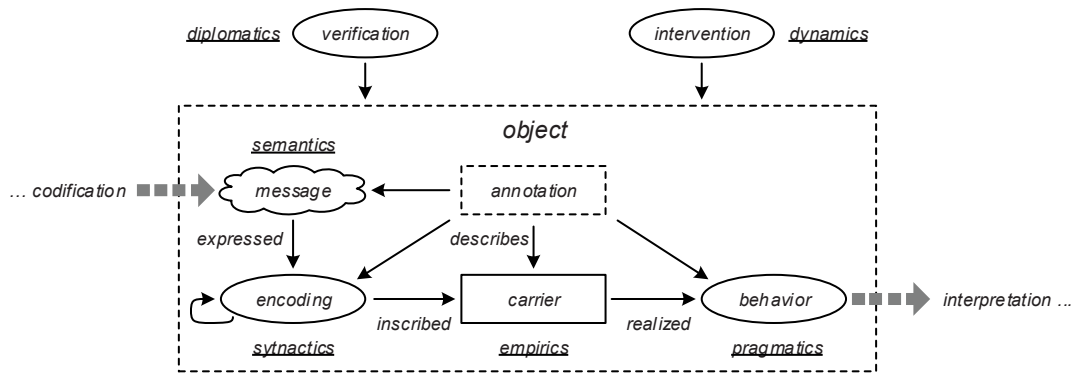 diplomatics verification intervention dynamics
object
semantics
... codification message annotation
expressed describes
encoding carrier behavior interpretation ...
inscribed realized
sytnactics empirics pragmatics